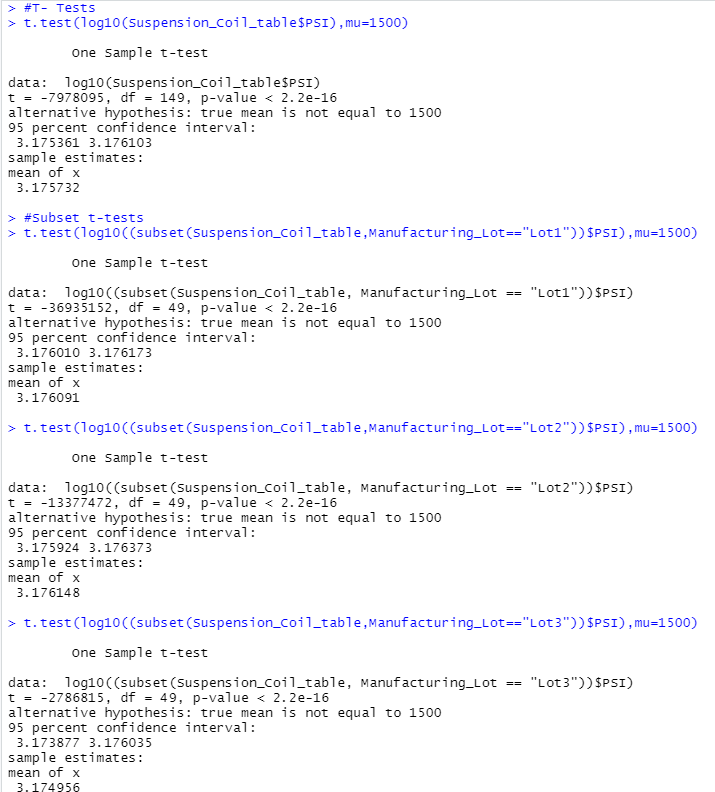 > #T- Tests
> t.test(log10(Suspension_Coil_table$PSI),mu=1500)
One Sample t-test
data:  log10(Suspension_Coil_table$PSI)
t = -7978095, df = 149, p-value < 2.2e-16
alternative hypothesis: true mean is not equal to 1500
95 percent confidence interval:
3.175361 3.176103
sample estimates:
mean of x
3.175732
> #Subset t-tests
> t.test(log10((subset(Suspension_Coil_table,Manufacturing_Lot=="Lot1"))$PSI),mu=1500)
One Sample t-test
data:  log10((subset(Suspension_Coil_table, Manufacturing_Lot == "Lot1"))$PSI)
t = -36935152, df = 49, p-value < 2.2e-16
alternative hypothesis: true mean is not equal to 1500
95 percent confidence interval:
3.176010 3.176173
sample estimates:
mean of x
3.176091
> t.test(log10((subset(Suspension_Coil_table,Manufacturing_Lot=="Lot2"))$PSI),mu=1500)
One Sample t-test
data:  log10((subset(Suspension_Coil_table, Manufacturing_Lot == "Lot2"))$PSI)
t = -13377472, df = 49, p-value < 2.2e-16
alternative hypothesis: true mean is not equal to 1500
95 percent confidence interval:
3.175924 3.176373
sample estimates:
mean of x
3.176148
> t.test(log10((subset(Suspension_Coil_table,Manufacturing_Lot=="Lot3"))$PSI),mu=1500)
One Sample t-test
data:  log10((subset(Suspension_Coil_table, Manufacturing_Lot == "Lot3"))$PSI)
t = -2786815, df = 49, p-value < 2.2e-16
alternative hypothesis: true mean is not equal to 1500
95 percent confidence interval:
3.173877 3.176035
sample estimates:
mean of x
3.174956